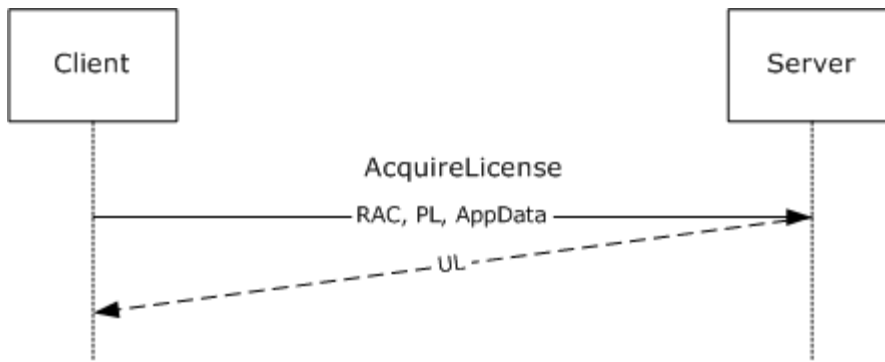 Client
Server
AcquireLicense
RAC, PL, AppData
UL